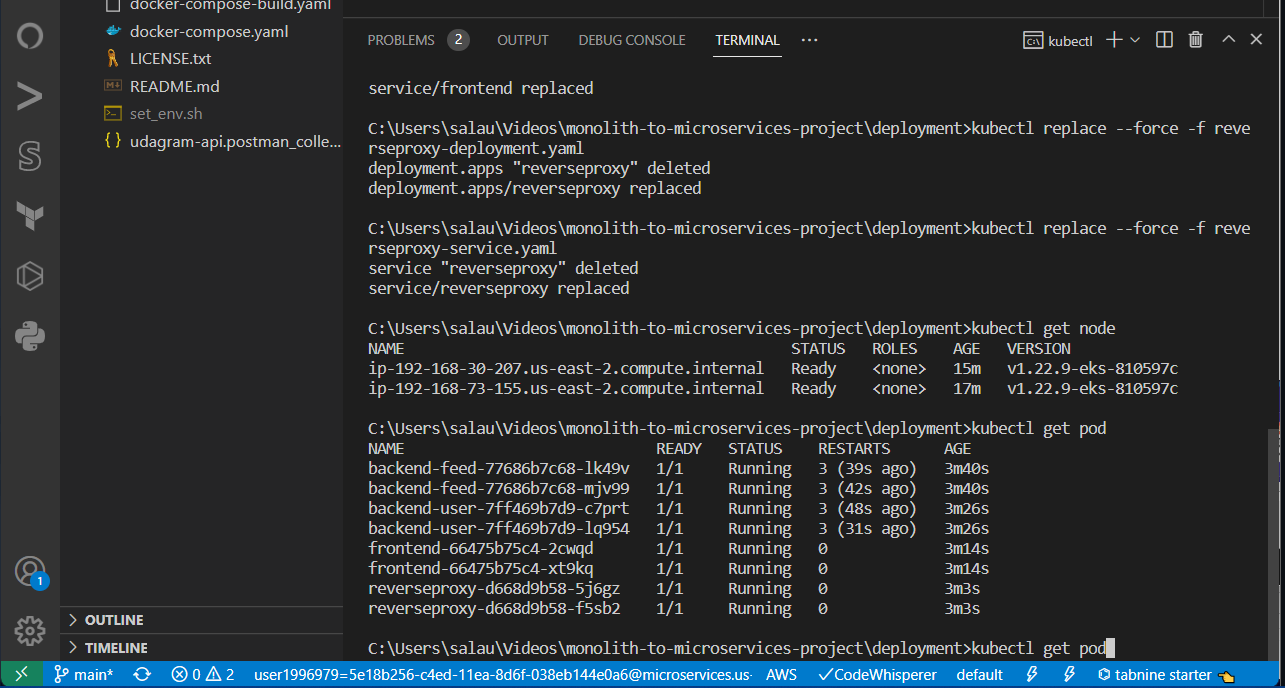 docker-compose-build.yaml
docker-compose.yaml
LICENSE.txt
README.md
set_env.sh
udagram-api.postman_colle...
OUTLINE
TIMELINE
PROBLEMS 2 OUTPUT DEBUG CONSOLE TERMINAL ... kubectl
service/frontend replaced
C:\Users\salau\Videos\monolith-to-microservices-project\deployment>kubectl replace --force -f reve
rseproxy-deployment.yaml
deployment.apps "reverseproxy" deleted
deployment.apps/reverseproxy replaced
C:\Users\salau\Videos\monolith-to-microservices-project\deployment>kubectl replace --force -f reve
rseproxy-service.yaml
service "reverseproxy" deleted
service/reverseproxy replaced
C:\Users\salau\Videos\monolith-to-microservices-project\deployment>kubectl get node
NAME STATUS ROLES AGE VERSION
ip-192-168-30-207.us-east-2.compute.internal Ready <none> 15m v1.22.9-eks-810597c
ip-192-168-73-155.us-east-2.compute.internal Ready <none> 17m v1.22.9-eks-810597c
C:\Users\salau\Videos\monolith-to-microservices-project\deployment>kubectl get pod
NAME READY STATUS RESTARTS AGE
backend-feed-77686b7c68-lk49v 1/1 Running 3 (39s ago) 3m40s
backend-feed-77686b7c68-mjv99 1/1 Running 3 (42s ago) 3m40s
backend-user-7ff469b7d9-c7prt 1/1 Running 3 (48s ago) 3m26s
backend-user-7ff469b7d9-lq954 1/1 Running 3 (31s ago) 3m26s
frontend-66475b75c4-2cwqd 1/1 Running 0 3m14s
frontend-66475b75c4-xt9kq 1/1 Running 0 3m14s
reverseproxy-d668d9b58-5j6gz 1/1 Running 0 3m3s
reverseproxy-d668d9b58-f5sb2 1/1 Running 0 3m3s
C:\Users\salau\Videos\monolith-to-microservices-project\deployment>kubectl get pod
1
main* 0 2 user1996979=5e18b256-c4ed-11ea-8d6f-038eb144e0a6@microservices.us- AWS CodeWhisperer default tabnine starter